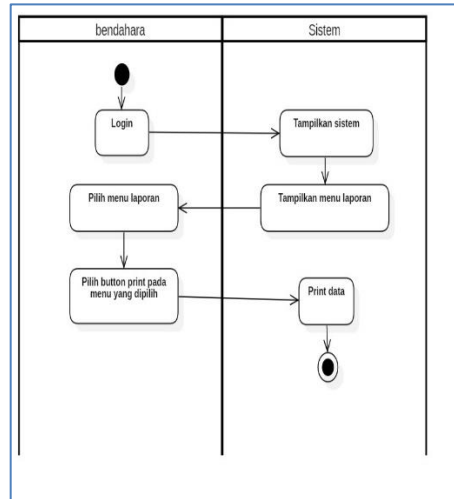 bendahara
Sistem
Login
Tampilkan sistem
Pilih menu laporan
Tampilkan menu laporan
Pilih button print pada
menu yang dipilih
Print data